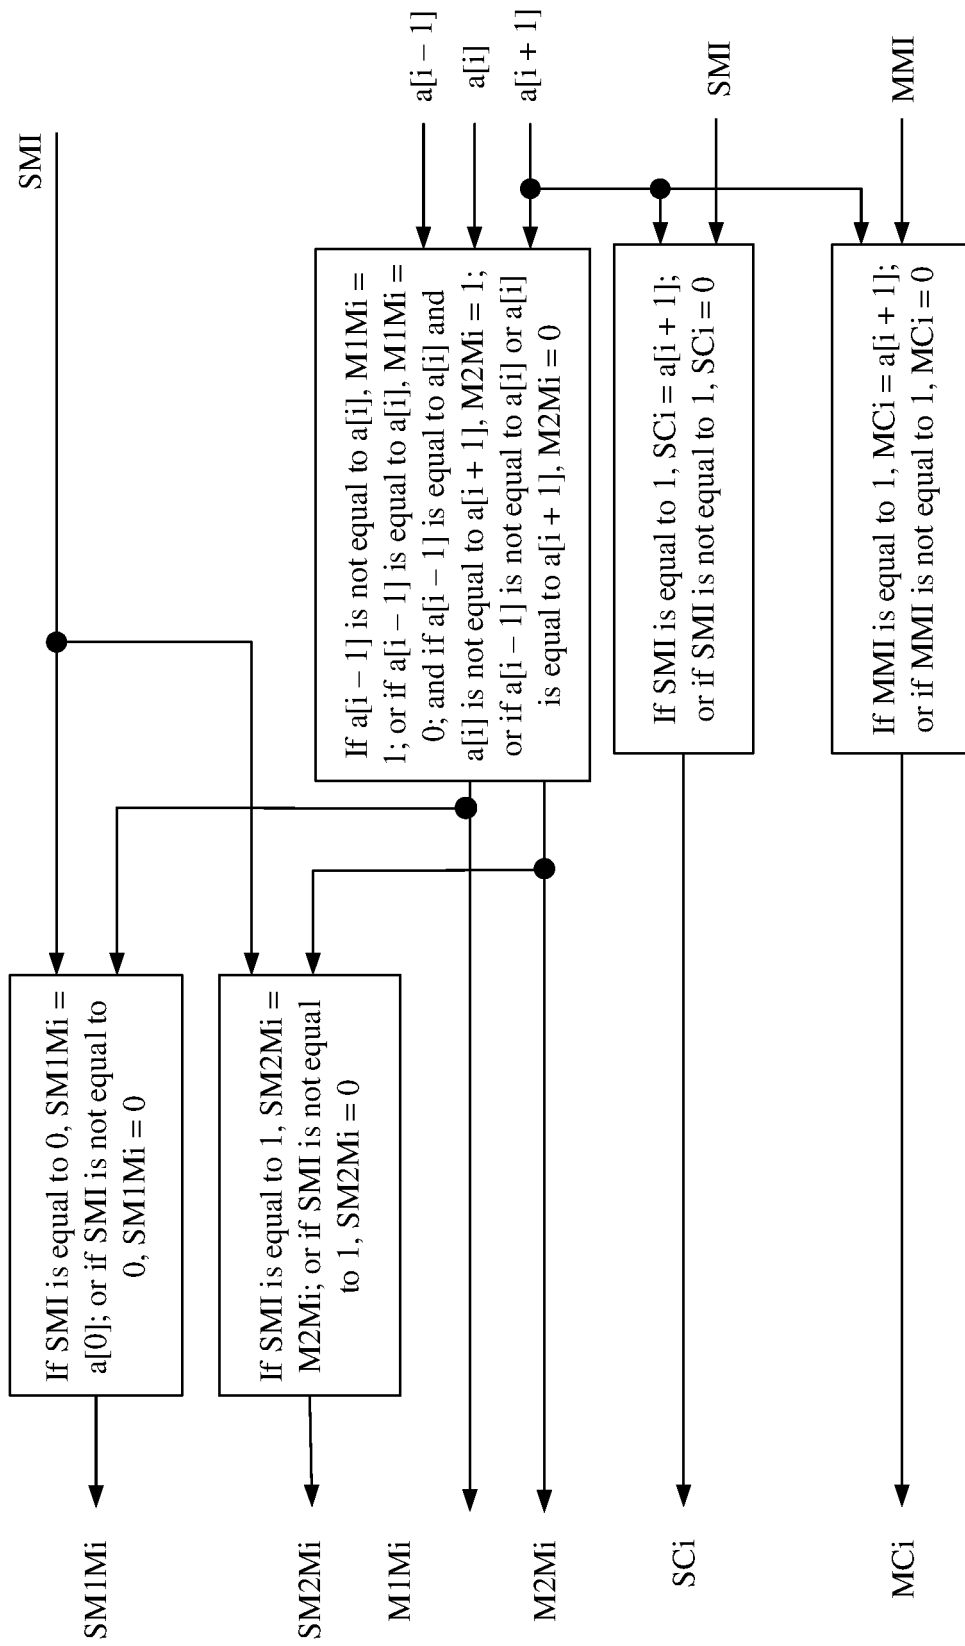 SMI
a[i − 1]
a[i]
a[i + 1]
SMI
MMI
If a[i − 1] is not equal to a[i], M1Mi =
1; or if a[i − 1] is equal to a[i], M1Mi =
0; and if a[i − 1] is equal to a[i] and
a[i] is not equal to a[i + 1], M2Mi = 1;
or if a[i − 1] is not equal to a[i] or a[i]
is equal to a[i + 1], M2Mi = 0
If SMI is equal to 1, SCi = a[i + 1];
or if SMI is not equal to 1, SCi = 0
If MMI is equal to 1, MCi = a[i + 1];
or if MMI is not equal to 1, MCi = 0
If SMI is equal to 0, SM1Mi =
a[0]; or if SMI is not equal to
0, SM1Mi = 0
If SMI is equal to 1, SM2Mi =
M2Mi; or if SMI is not equal
to 1, SM2Mi = 0
SM1Mi
SM2Mi
M1Mi
M2Mi
SCi
MCi